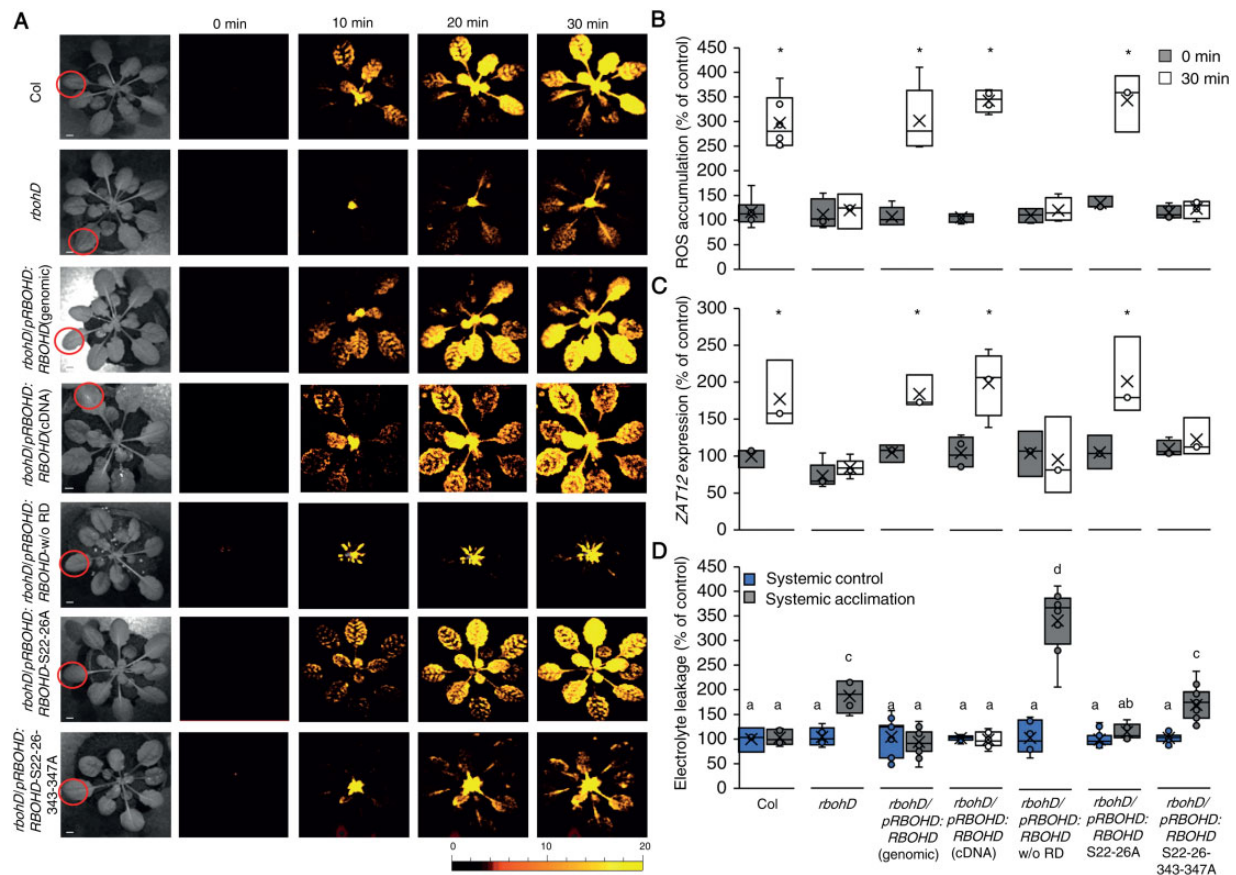 A
0 min
10 min
20 min
30 min
Col
rbohD
rbohD/pRBOHD:
RBOHD(genomic)
rbohD/pRBOHD:
RBOHD(cDNA)
rbohD/pRBOHD:
RBOHD-w/o RD
rbohD/pRBOHD:
RBOHD-S22-26A
rbohD/pRBOHD:
RBOHD-S22-26-
343-347A
0
10
20
B
ROS accumulation (% of control)
450
400
350
300
250
200
150
100
50
0
* * * *
0 min
30 min
C
ZAT12 expression (% of control)
300
250
200
150
100
50
0
* * * *
D
Electrolyte leakage (% of control)
450
400
350
300
250
200
150
100
50
0
Systemic control
Systemic acclimation
a a a c a a a a a d a ab a c
Col
rbohD
rbohD/
pRBOHD:
RBOHD
(genomic)
rbohD/
pRBOHD:
RBOHD
(cDNA)
rbohD/
pRBOHD:
RBOHD
w/o RD
rbohD/
pRBOHD:
RBOHD
S22-26A
rbohD/
pRBOHD:
RBOHD
S22-26-
343-347A